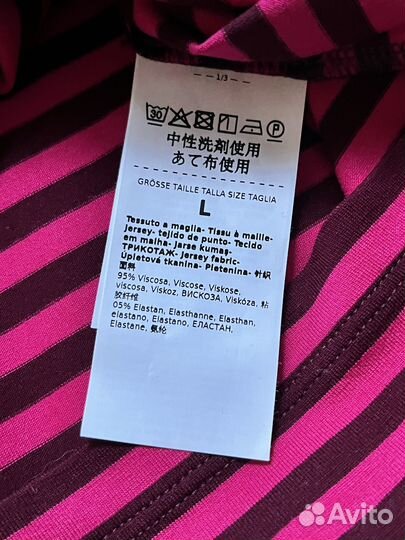 1/3
30 P
中性洗剤使用
あて布使用
GRÖSSE TAILLE TALLA SIZE TAGLIA
L
Tessuto a maglia- Tissu à maille-
Jersey- tejido de punto- Tecido
em malha- Jarse kumaş-
ТРИКОТАЖ- Jersey fabric-
Úpletová tkanina- Pletenina- 针织
面料
95% Viscosa, Viscose, Viskose,
viscosa, Viskoz, ВИСКОЗА, Viskóza, 粘
胶纤维
05% Elastan, Elasthanne, Elasthan,
elastano, Elastano, ЕЛАСТАН,
Elastane, 氨纶
Avito